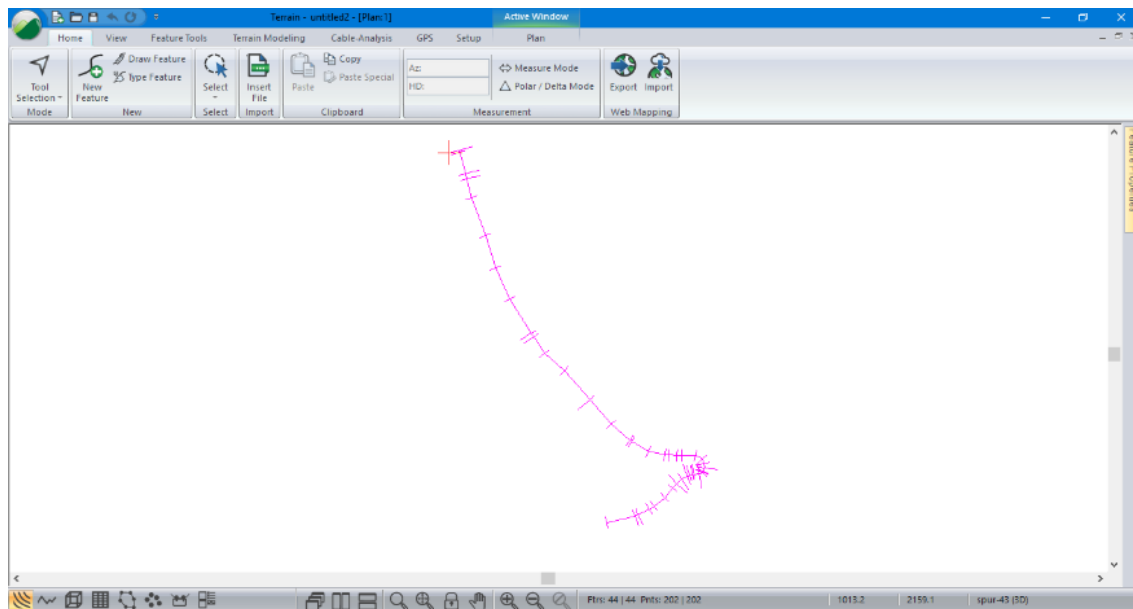 Terrain - untitled2 - [Plan:1]
Active Window
Home View Feature Tools Terrain Modeling Cable-Analysis GPS Setup Plan
Tool Selection
New Feature
Draw Feature
Type Feature
Select
Insert File
Paste
Copy
Paste Special
Az:
HD:
Measure Mode
Polar / Delta Mode
Export
Import
Mode New Select Import Clipboard Measurement Web Mapping
Feature Properties
Ftrs: 44 | 44 Pnts: 202 | 202 1013.2 2159.1 spur-43 (3D)